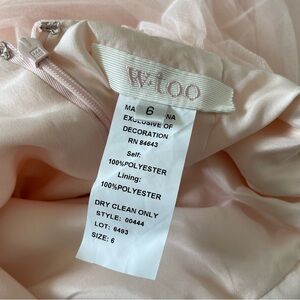 W·too
6
MA NA
EXCLUSIVE OF
DECORATION
RN 84643
Self:
100%POLYESTER
Lining:
100%POLYESTER
DRY CLEAN ONLY
STYLE: 00444
LOT: 6493
SIZE: 6